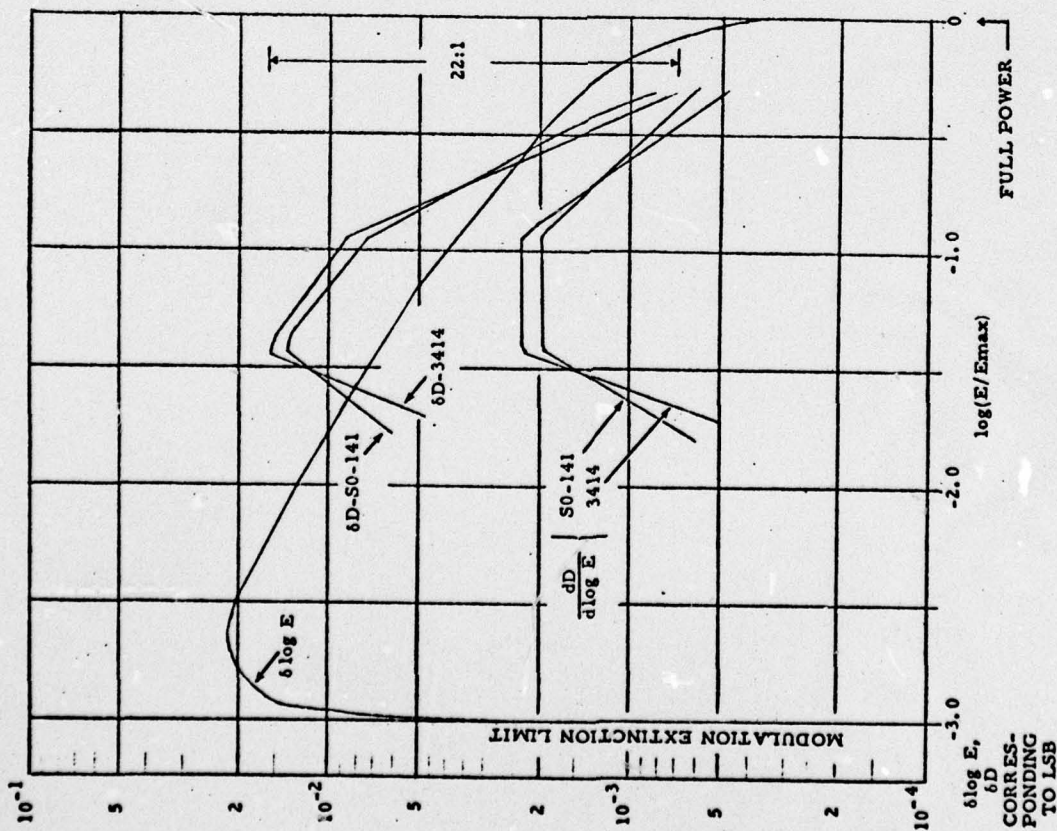 10⁻¹
5
2
10⁻²
5
2
10⁻³
5
2
10⁻⁴
δlog E,
δD
CORRES-
PONDING
TO LSB
MODULATION EXTINCTION LIMIT
δ log E
δD-SO-141
δD-3414
dD
dlog E
SO-141
3414
22:1
-3.0
-2.0
-1.0
0
log(E/Emax)
FULL POWER